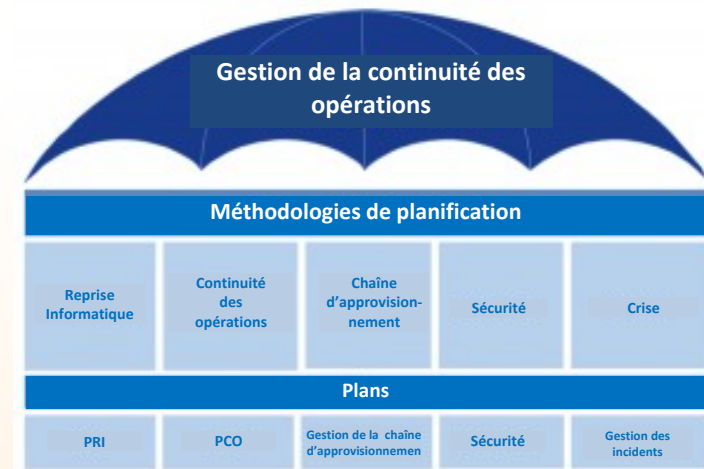 Gestion de la continuité des
opérations
Méthodologies de planification
Reprise
Informatique
Continuité
des
opérations
Chaîne
d’approvision-
nement
Sécurité
Crise
Plans
PRI
PCO
Gestion de la chaîne
d’approvisionnemen
Sécurité
Gestion des
incidents